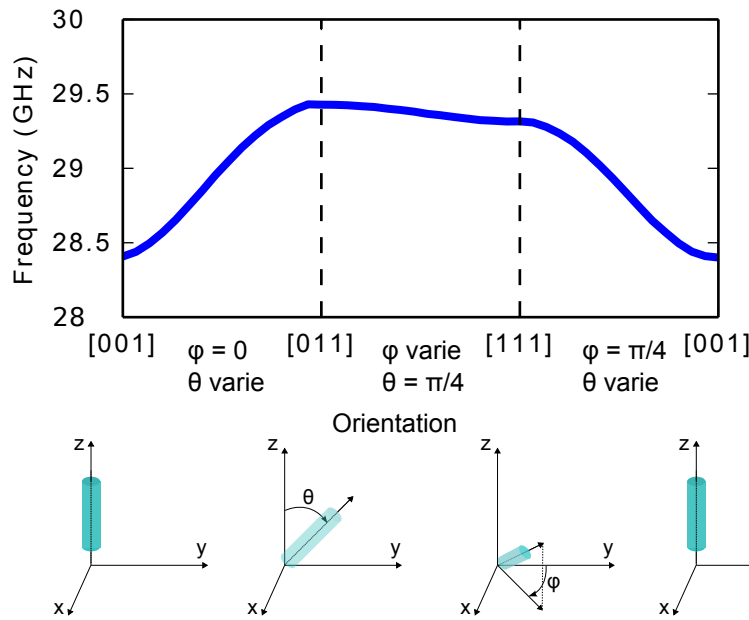 30
29.5
29
28.5
28
Frequency (GHz)
[001] [011] [111] [001]
φ = 0 φ varie φ = π/4
θ varie θ = π/4 θ varie
Orientation
z z z z
θ
y y y y
φ
x x x x